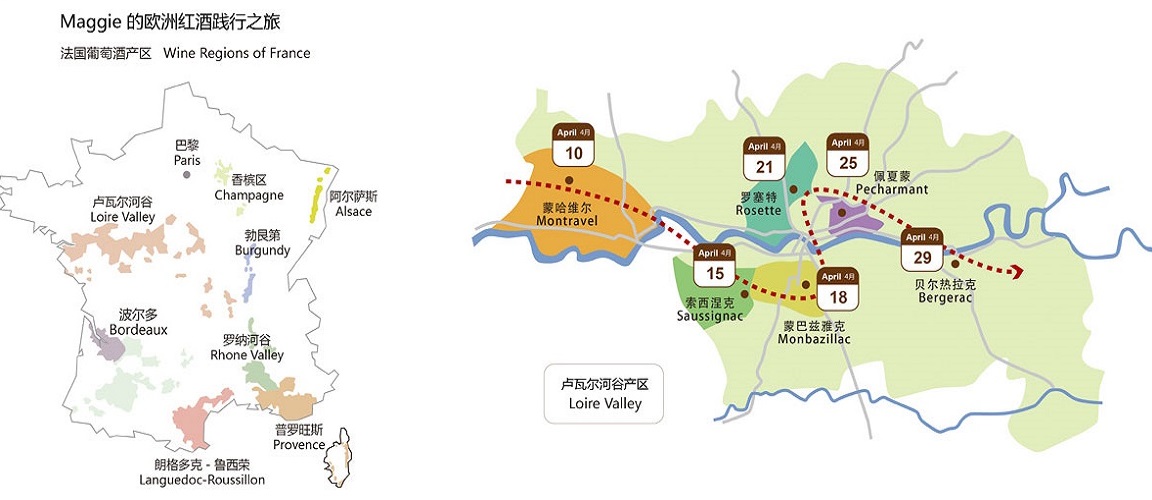 Maggie 的欧洲红酒践行之旅
法国葡萄酒产区 Wine Regions of France
巴黎
Paris
香槟区
Champagne
阿尔萨斯
Alsace
卢瓦尔河谷
Loire Valley
勃艮第
Burgundy
波尔多
Bordeaux
罗纳河谷
Rhone Valley
普罗旺斯
Provence
朗格多克 - 鲁西荣
Languedoc-Roussillon
April 4月
10
蒙哈维尔
Montravel
April 4月
21
罗塞特
Rosette
April 4月
25
佩夏蒙
Pecharmant
April 4月
15
索西涅克
Saussignac
April 4月
18
蒙巴兹雅克
Monbazillac
April 4月
29
贝尔热拉克
Bergerac
卢瓦尔河谷产区
Loire Valley